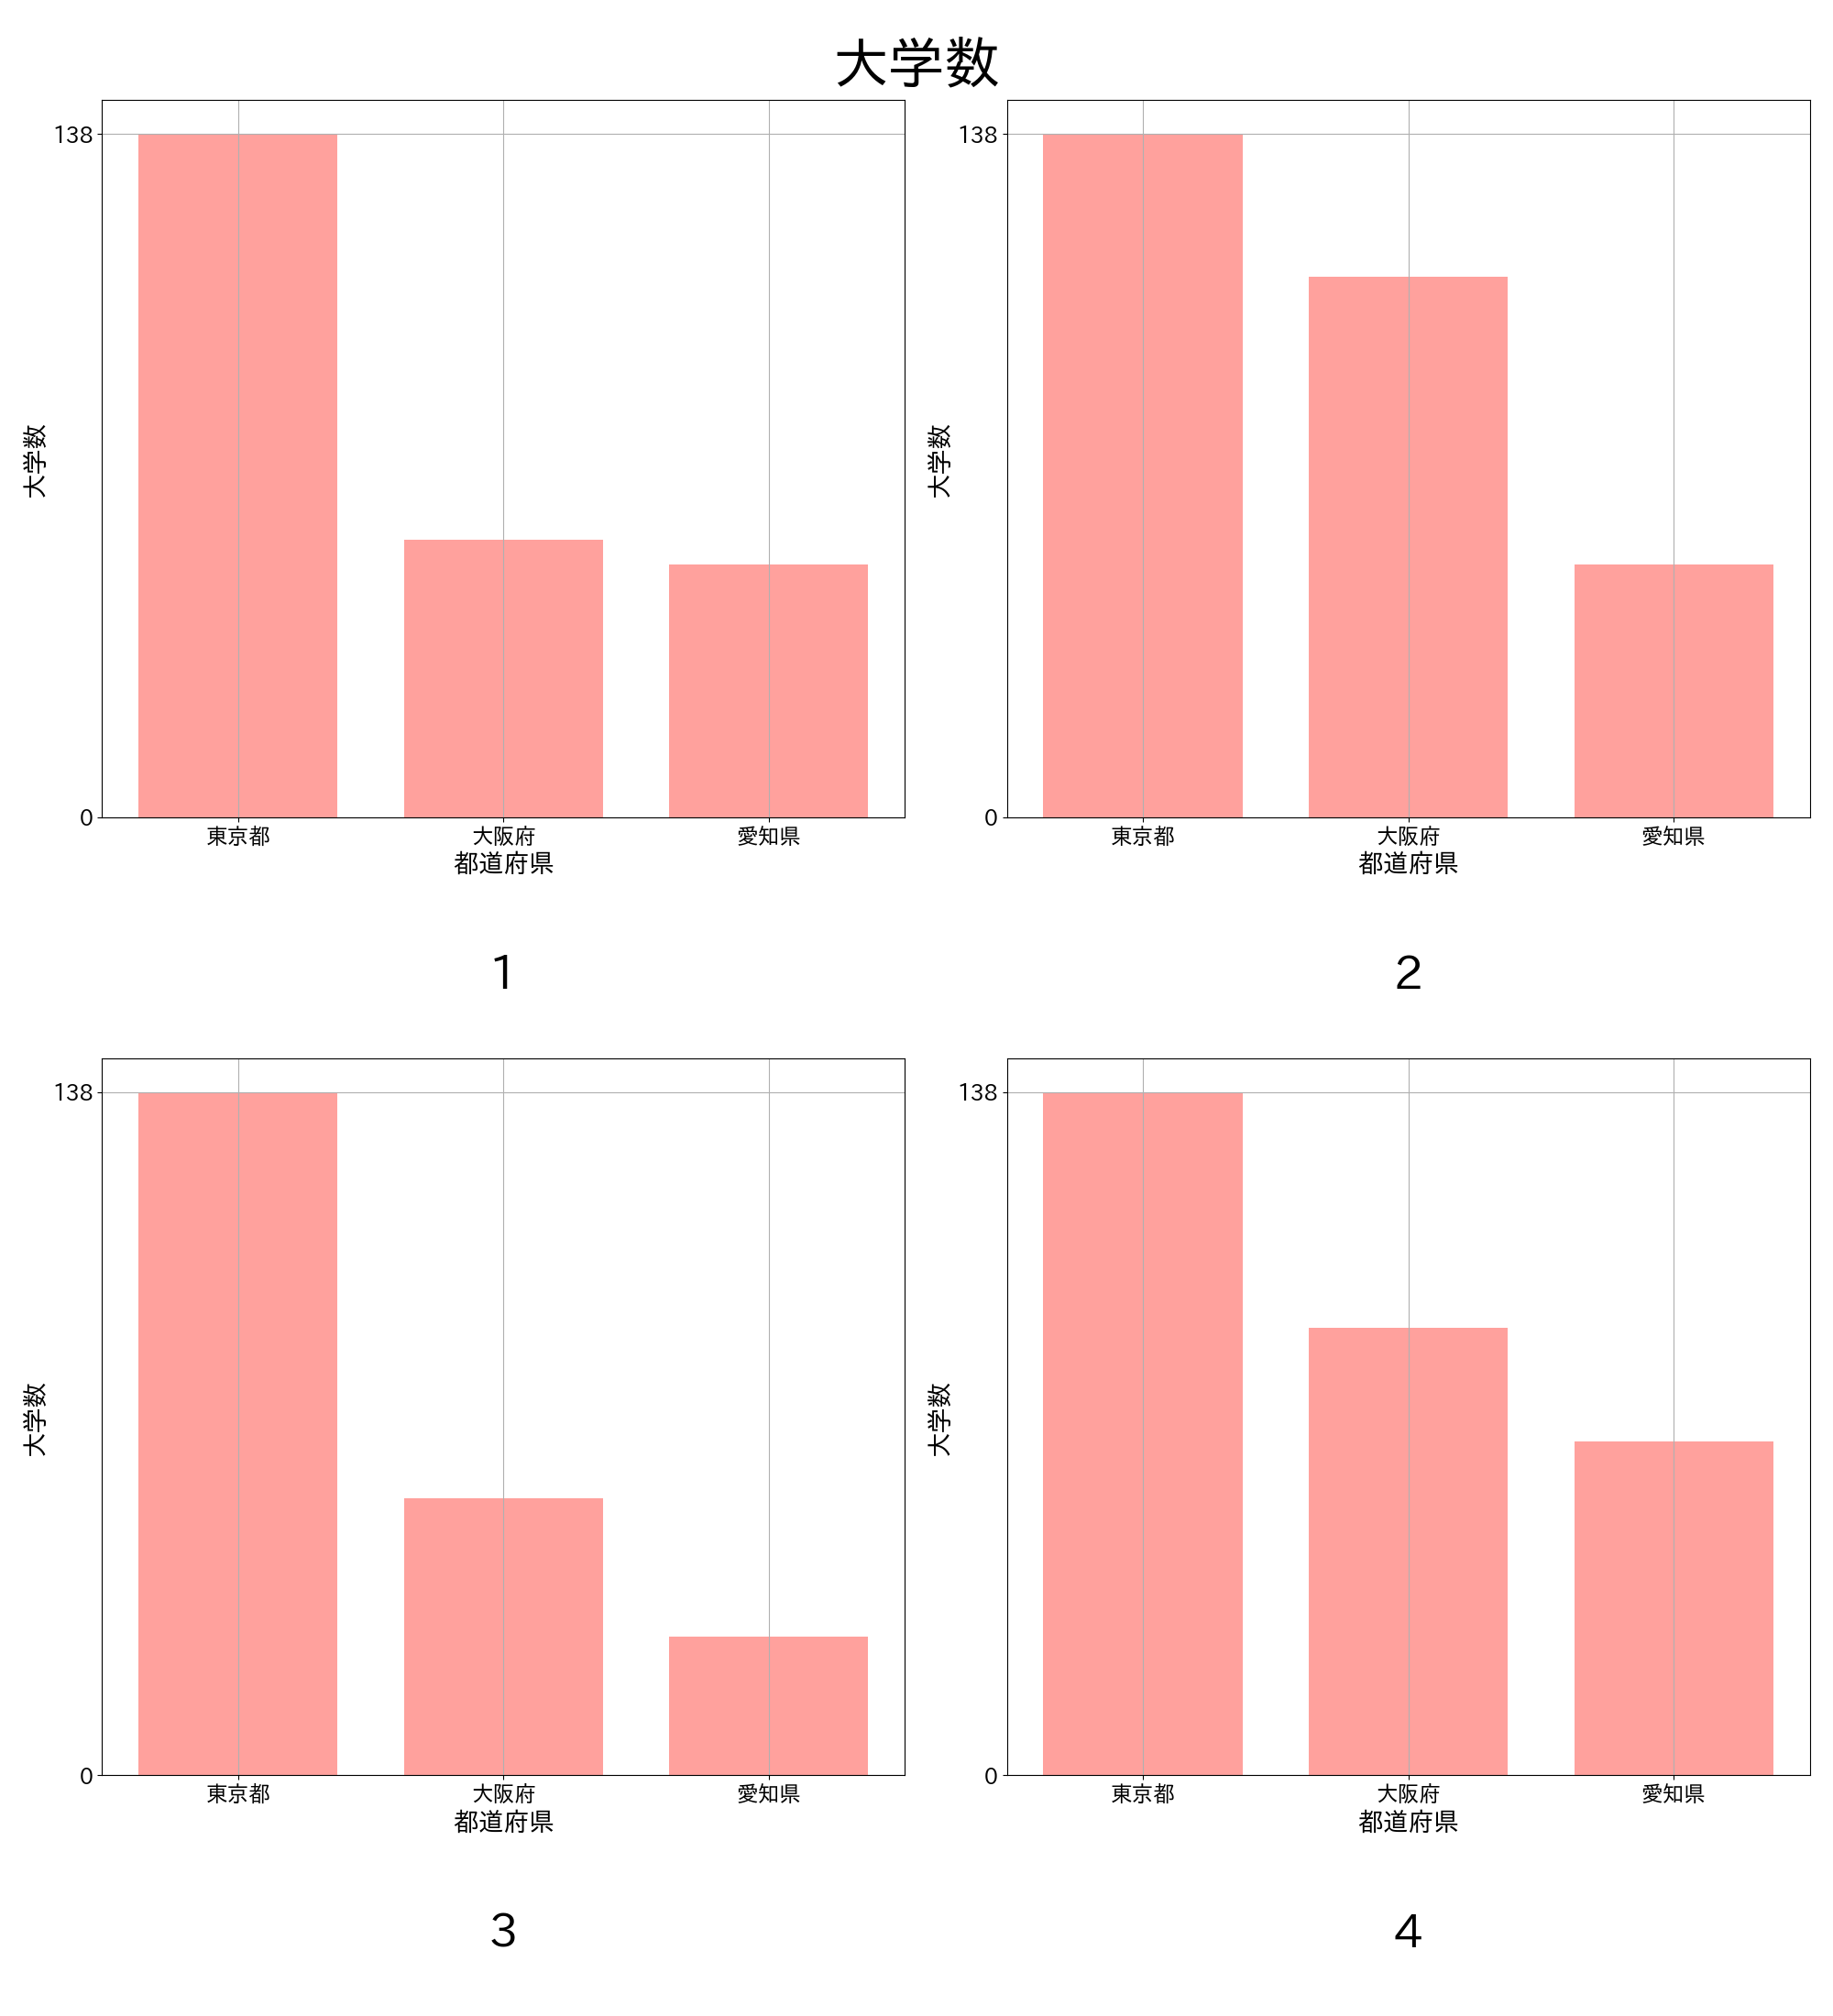 大学数
138
大学数
0
東京都 大阪府 愛知県
都道府県
1
138
大学数
0
東京都 大阪府 愛知県
都道府県
2
138
大学数
0
東京都 大阪府 愛知県
都道府県
3
138
大学数
0
東京都 大阪府 愛知県
都道府県
4